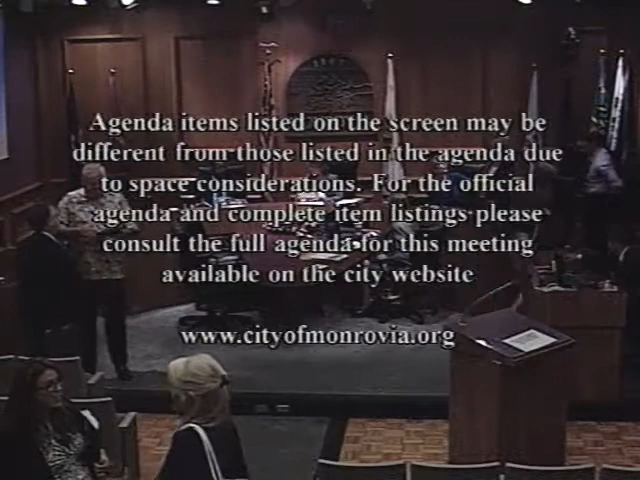 Agenda items listed on the screen may be
different from those listed in the agenda due
to space considerations. For the official
agenda and complete item listings please
consult the full agenda for this meeting
available on the city website
www.cityofmonrovia.org